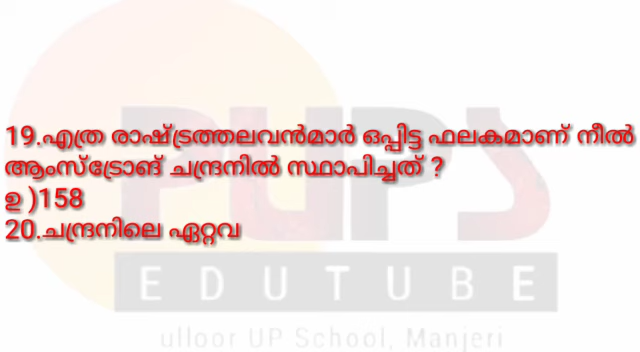 19.എത്ര രാഷ്ട്രത്തലവൻമാർ ഒപ്പിട്ട ഫലകമാണ് നീൽ
ആംസ്ട്രോങ് ചന്ദ്രനിൽ സ്ഥാപിച്ചത് ?
ഉ )158
20.ചന്ദ്രനിലെ ഏറ്റവ
PUPS
EDUTUBE
ulloor UP School, Manjeri